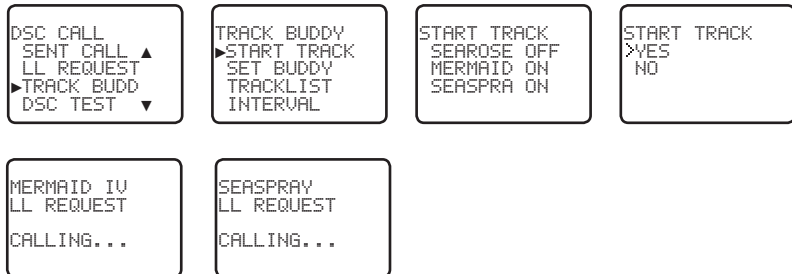 DSC CALL
SENT CALL ▲
LL REQUEST
►TRACK BUDD
DSC TEST ▼
TRACK BUDDY
►START TRACK
SET BUDDY
TRACKLIST
INTERVAL
START TRACK
SEAROSE OFF
MERMAID ON
SEASPRA ON
START TRACK
>YES
NO
MERMAID IV
LL REQUEST
CALLING...
SEASPRAY
LL REQUEST
CALLING...